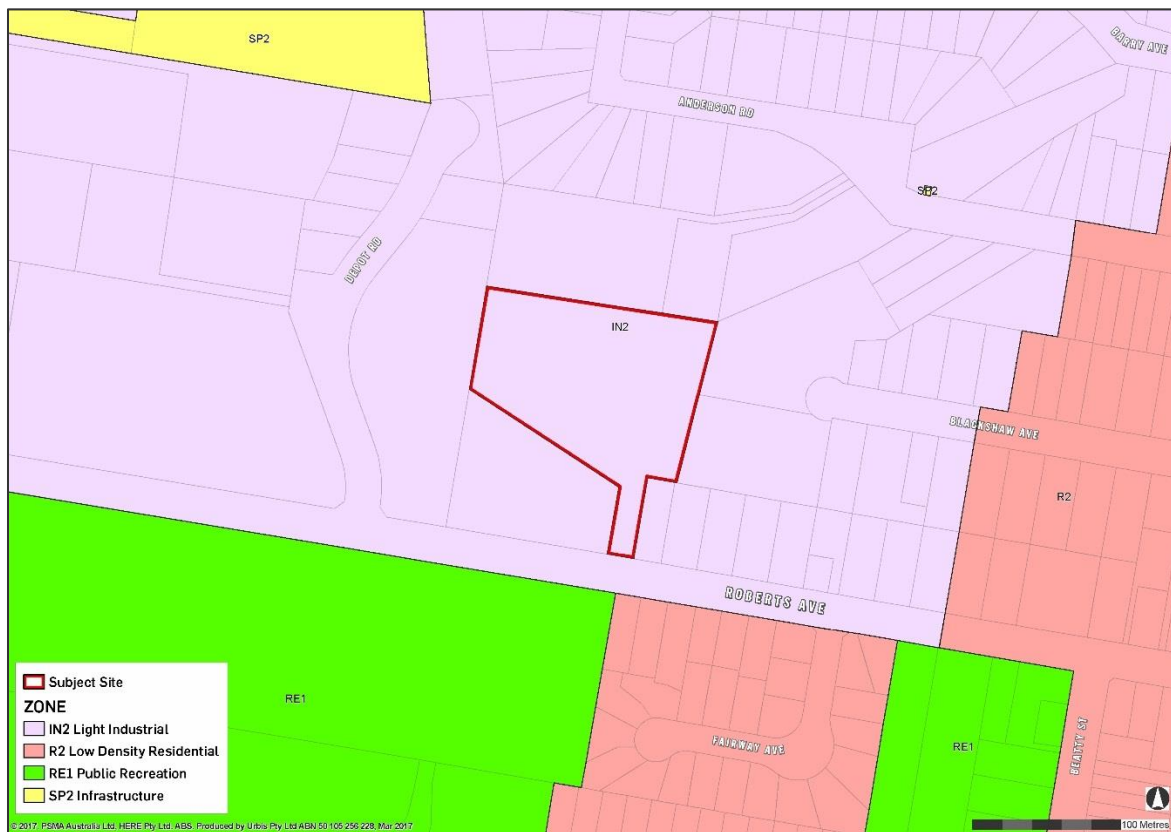 SP2
BARRY AVE
ANDERSON RD
DEPOT RD
IN2
BLACKSHAW AVE
R2
ROBERTS AVE
RE1
FAIRWAY AVE
RE1
BEATTY ST
Subject Site
ZONE
IN2 Light Industrial
R2 Low Density Residential
RE1 Public Recreation
SP2 Infrastructure
© 2017. PSMA Australia Ltd, HERE Pty Ltd. ABS. Produced by Urbis Pty Ltd ABN 50 105 256 228, Mar 2017
100 Metres